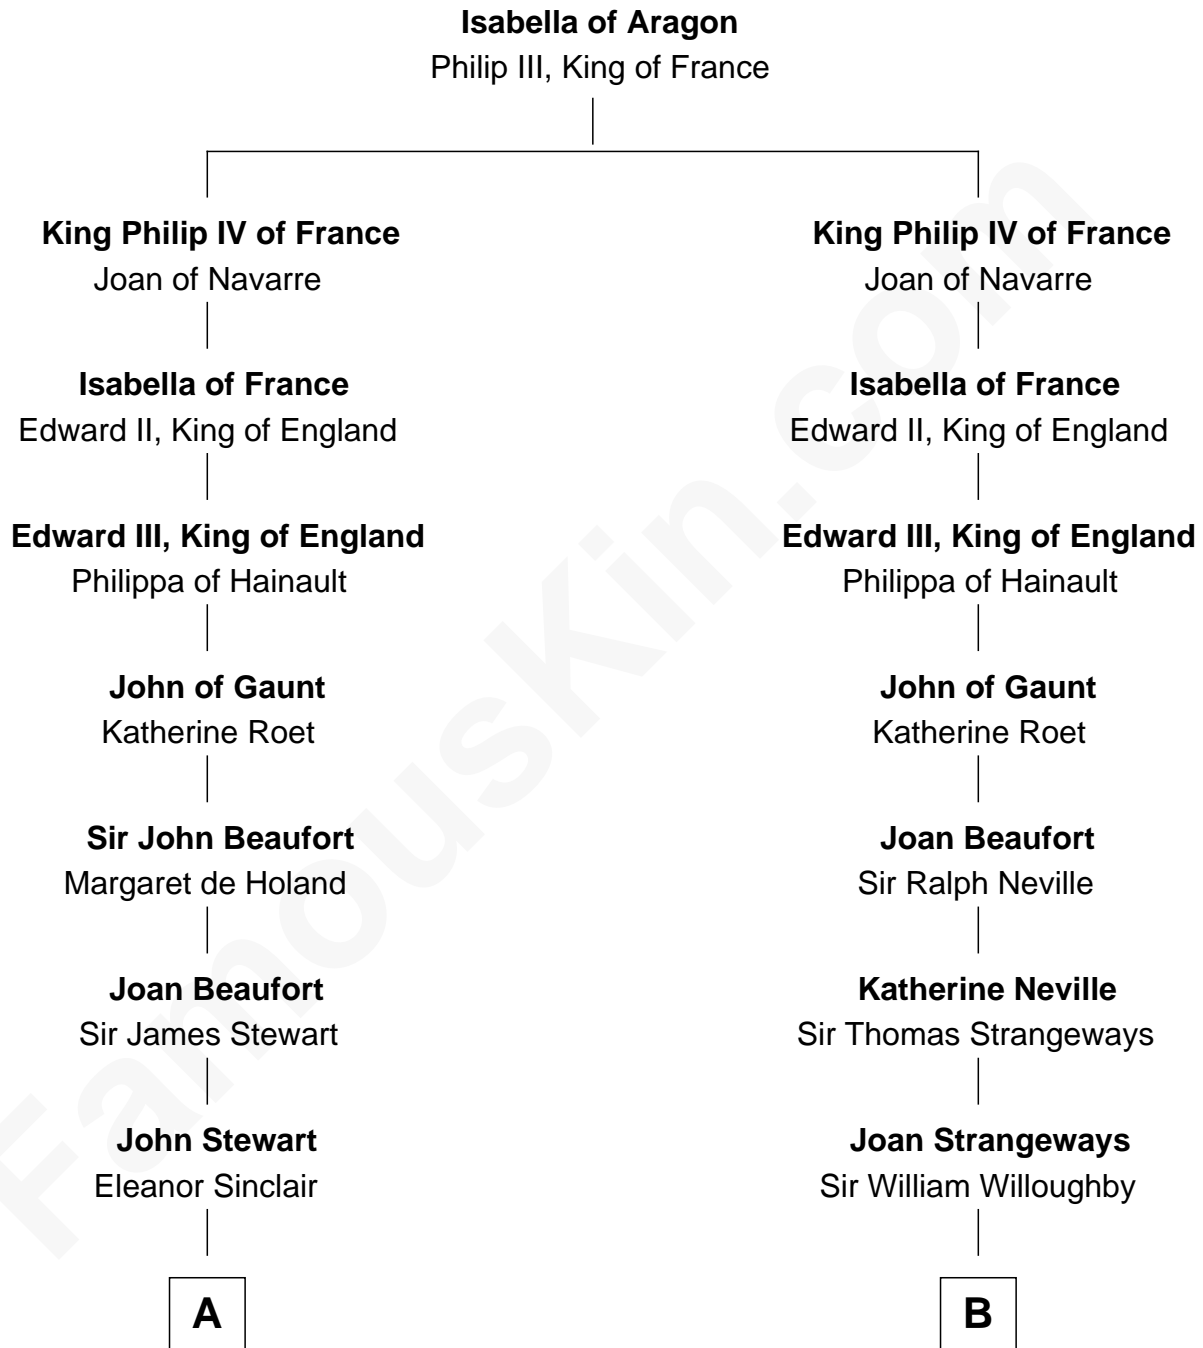 Isabella of Aragon
Philip III, King of France
King Philip IV of France
Joan of Navarre
King Philip IV of France
Joan of Navarre
Isabella of France
Edward II, King of England
Isabella of France
Edward II, King of England
Edward III, King of England
Philippa of Hainault
Edward III, King of England
Philippa of Hainault
John of Gaunt
Katherine Roet
John of Gaunt
Katherine Roet
Sir John Beaufort
Margaret de Holand
Joan Beaufort
Sir Ralph Neville
Joan Beaufort
Sir James Stewart
Katherine Neville
Sir Thomas Strangeways
John Stewart
Eleanor Sinclair
Joan Strangeways
Sir William Willoughby
A
B
FamousKin.com